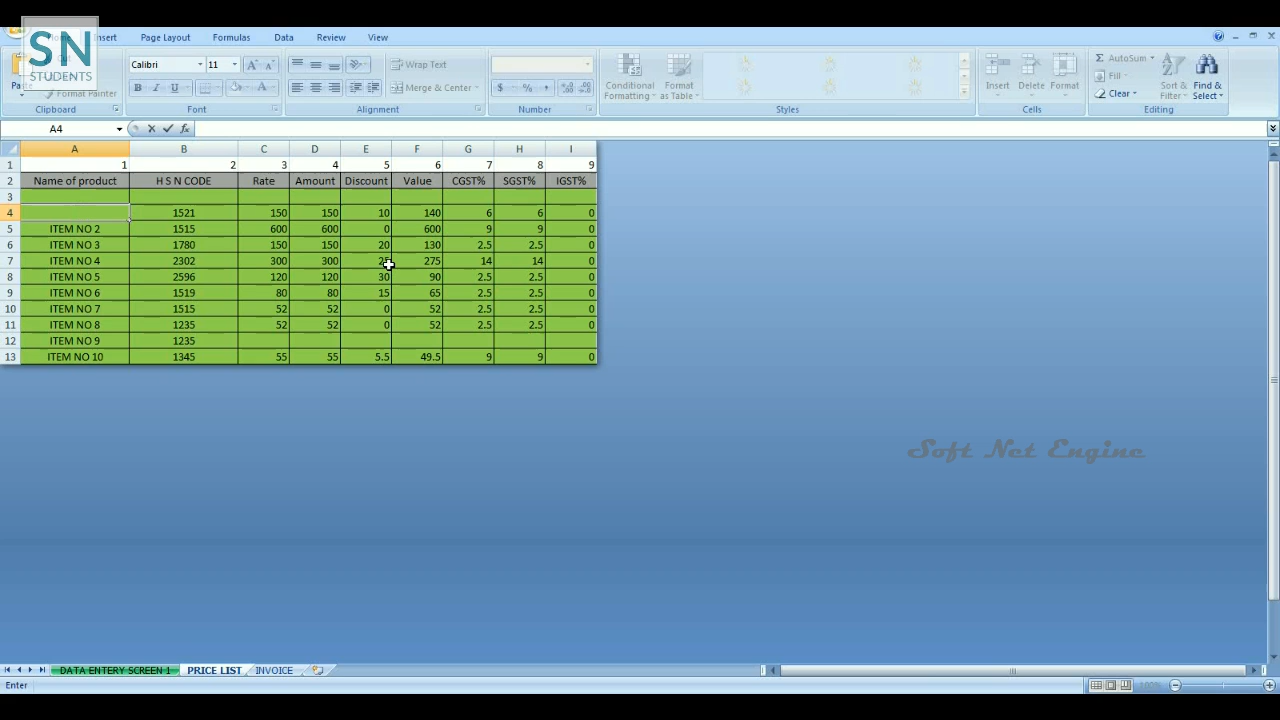 SN
STUDENTS
Insert Page Layout Formulas Data Review View
Calibri 11 Wrap Text AutoSum
Format Painter Merge & Center Conditional Formatting Format as Table Insert Delete Format Fill Clear Sort & Filter Find & Select
Clipboard Font Alignment Number Styles Cells Editing
A4 fx
A B C D E F G H I
1 1 2 3 4 5 6 7 8 9
2 Name of product H S N CODE Rate Amount Discount Value CGST% SGST% IGST%
3
4 1521 150 150 10 140 6 6 0
5 ITEM NO 2 1515 600 600 0 600 9 9 0
6 ITEM NO 3 1780 150 150 20 130 2.5 2.5 0
7 ITEM NO 4 2302 300 300 25 275 14 14 0
8 ITEM NO 5 2596 120 120 30 90 2.5 2.5 0
9 ITEM NO 6 1519 80 80 15 65 2.5 2.5 0
10 ITEM NO 7 1515 52 52 0 52 2.5 2.5 0
11 ITEM NO 8 1235 52 52 0 52 2.5 2.5 0
12 ITEM NO 9 1235
13 ITEM NO 10 1345 55 55 5.5 49.5 9 9 0
Soft Net Engine
DATA ENTERY SCREEN 1 PRICE LIST INVOICE
Enter 100%